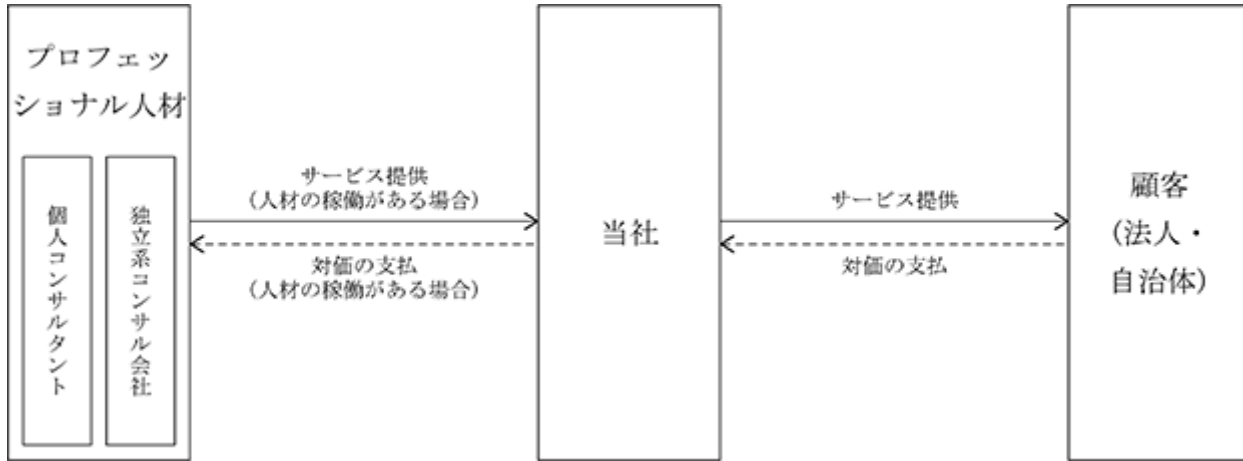 プロフェッ
ショナル人材
個人コンサルタント
独立系コンサル会社
サービス提供
(人材の稼働がある場合)
対価の支払
(人材の稼働がある場合)
当社
サービス提供
対価の支払
顧客
(法人・
自治体)